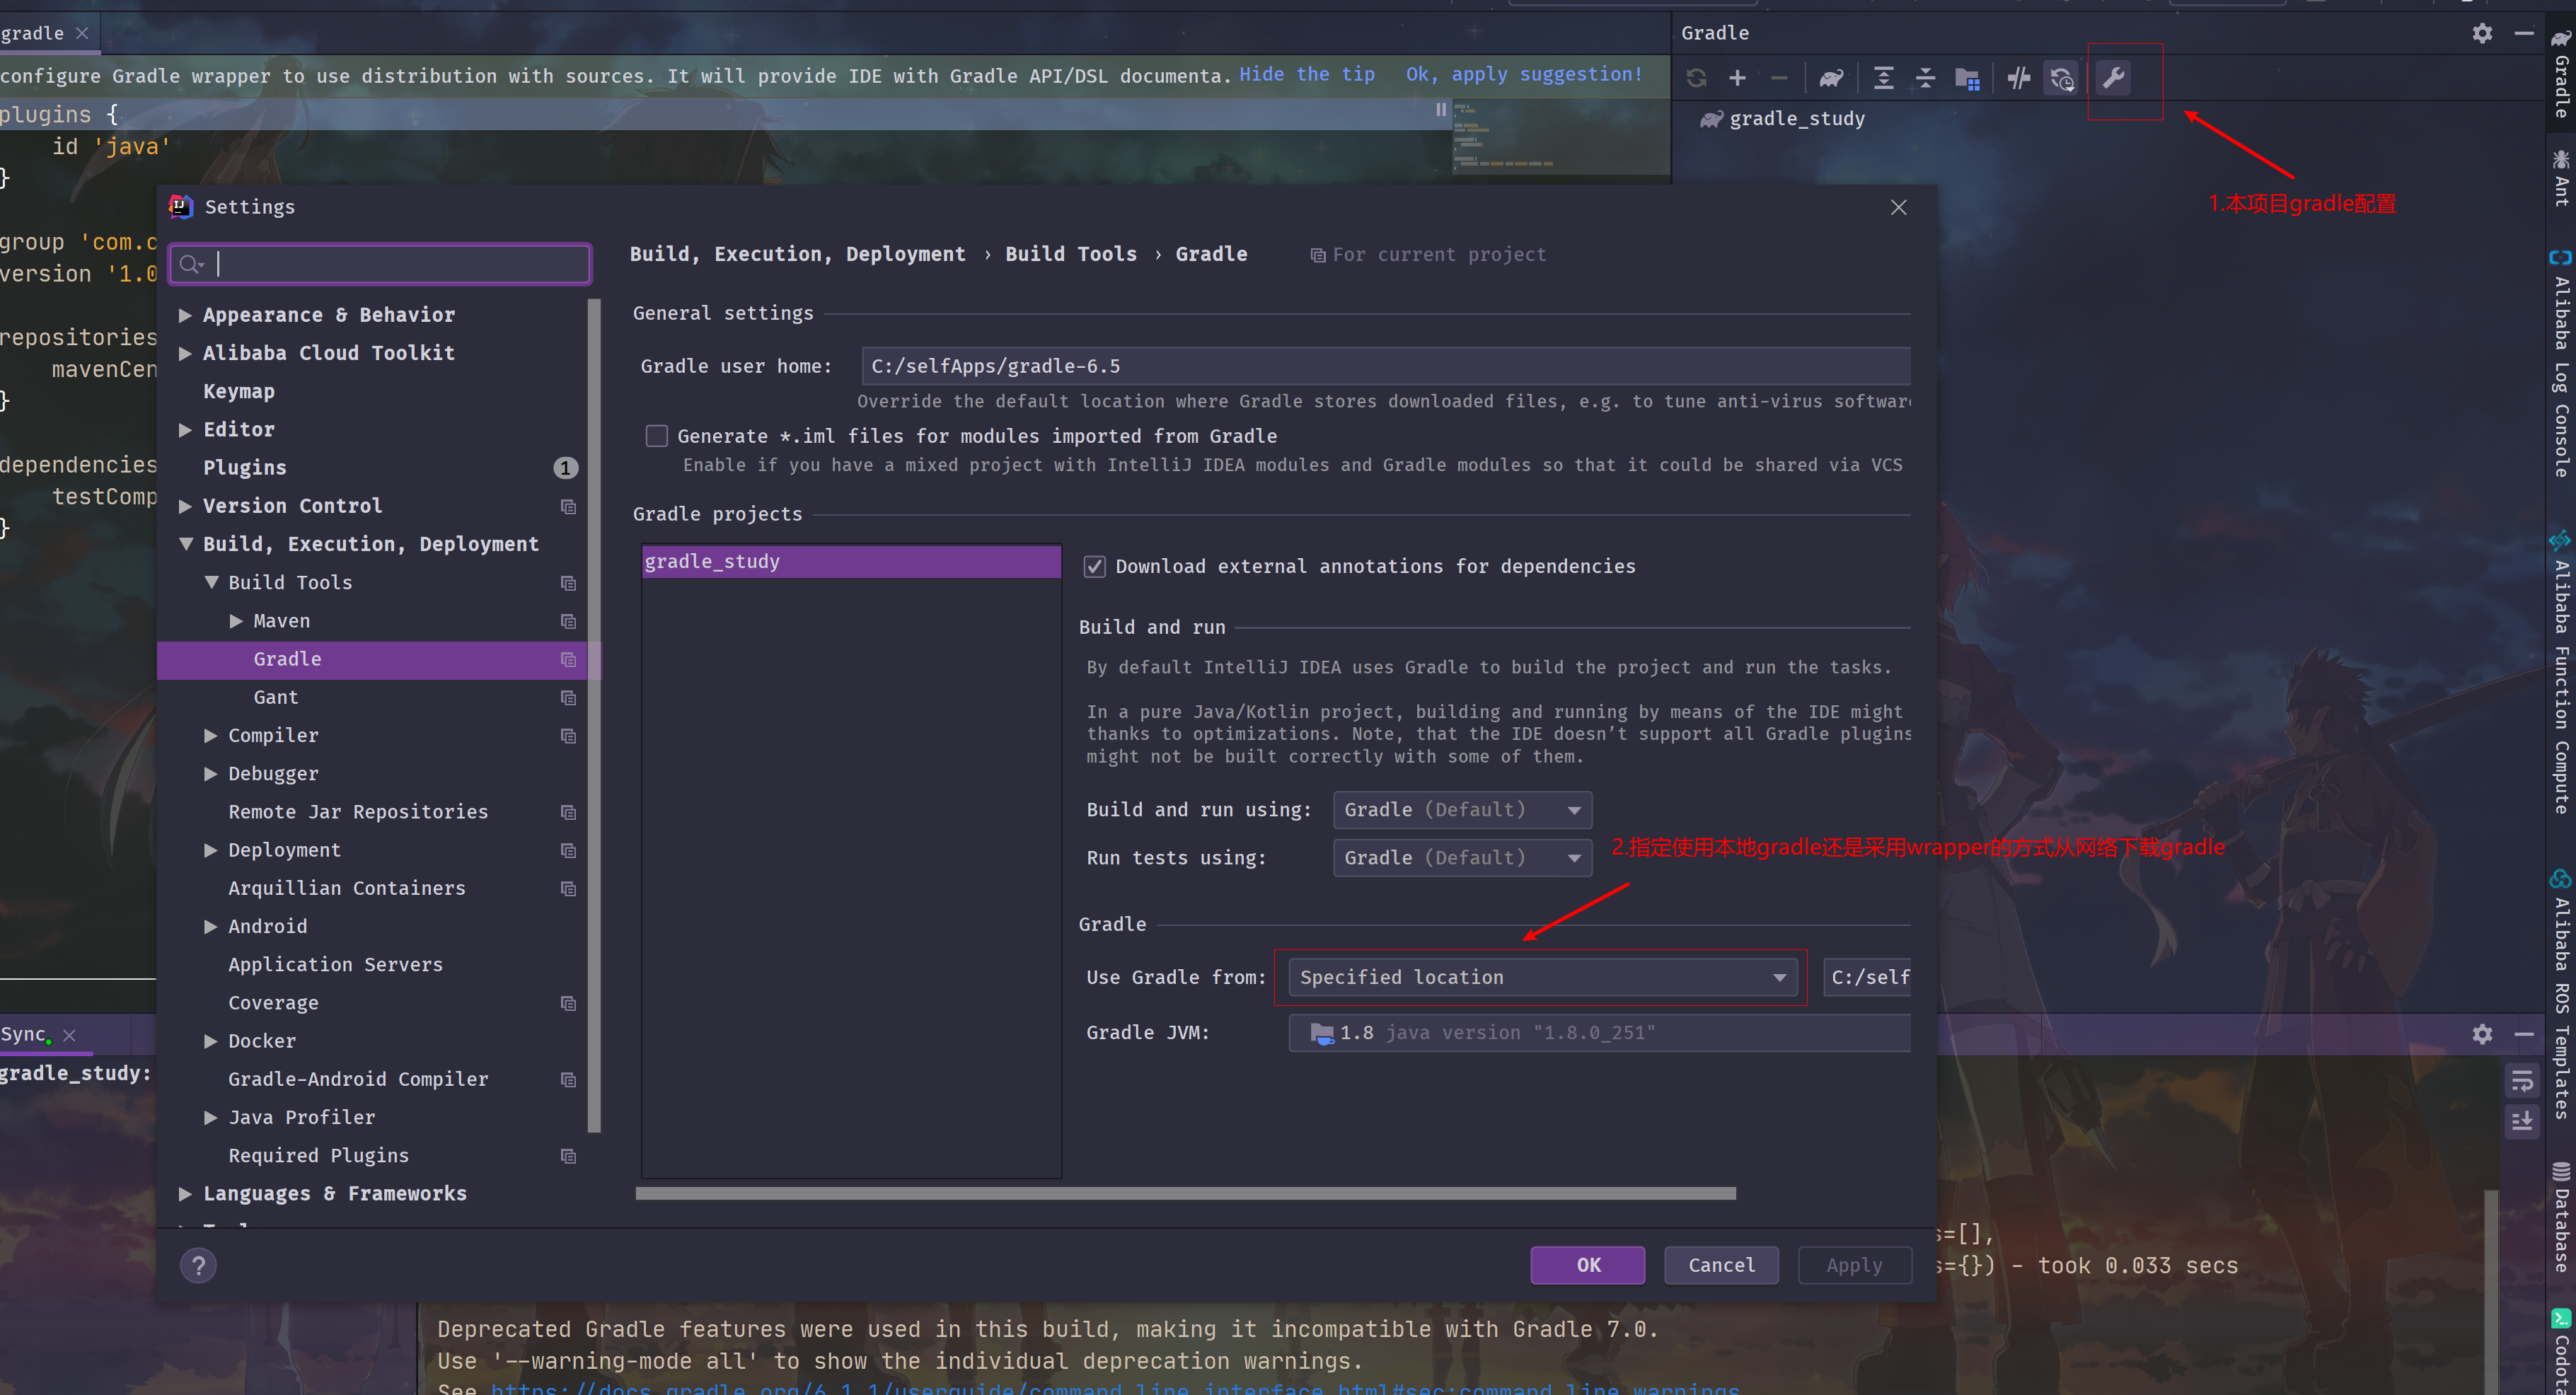 gradle
Gradle
configure Gradle wrapper to use distribution with sources. It will provide IDE with Gradle API/DSL documenta. Hide the tip Ok, apply suggestion!
gradle_study
plugins {
id 'java'
}
group 'com.c
version '1.0
repositories
mavenCen
}
dependencies
testComp
}
1.本项目gradle配置
Settings
Appearance & Behavior
Alibaba Cloud Toolkit
Keymap
Editor
Plugins 1
Version Control
Build, Execution, Deployment
Build Tools
Maven
Gradle
Gant
Compiler
Debugger
Remote Jar Repositories
Deployment
Arquillian Containers
Android
Application Servers
Coverage
Docker
Gradle-Android Compiler
Java Profiler
Required Plugins
Languages & Frameworks
Build, Execution, Deployment › Build Tools › Gradle For current project
General settings
Gradle user home: C:/selfApps/gradle-6.5
Override the default location where Gradle stores downloaded files, e.g. to tune anti-virus software
Generate *.iml files for modules imported from Gradle
Enable if you have a mixed project with IntelliJ IDEA modules and Gradle modules so that it could be shared via VCS
Gradle projects
gradle_study
Download external annotations for dependencies
Build and run
By default IntelliJ IDEA uses Gradle to build the project and run the tasks.
In a pure Java/Kotlin project, building and running by means of the IDE might
thanks to optimizations. Note, that the IDE doesn’t support all Gradle plugins
might not be built correctly with some of them.
Build and run using: Gradle (Default)
2.指定使用本地gradle还是采用wrapper的方式从网络下载gradle
Run tests using: Gradle (Default)
Gradle
Use Gradle from: Specified location C:/self
Gradle JVM: 1.8 java version "1.8.0_251"
? OK Cancel Apply
Sync
gradle_study:
s=[],
s={}) - took 0.033 secs
Deprecated Gradle features were used in this build, making it incompatible with Gradle 7.0.
Use '--warning-mode all' to show the individual deprecation warnings.
See https://docs.gradle.org/6.1.1/userguide/command_line_interface.html#sec:command_line_warnings
Gradle
Ant
Alibaba Log Console
Alibaba Function Compute
Alibaba ROS Templates
Database
Codota